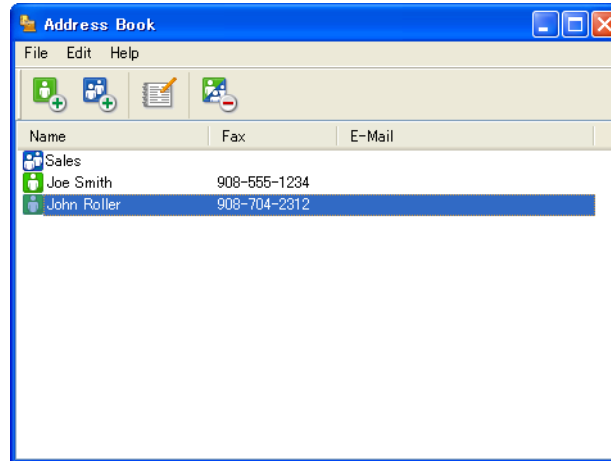 Address Book
File Edit Help
Name Fax E-Mail
Sales
Joe Smith 908-555-1234
John Roller 908-704-2312